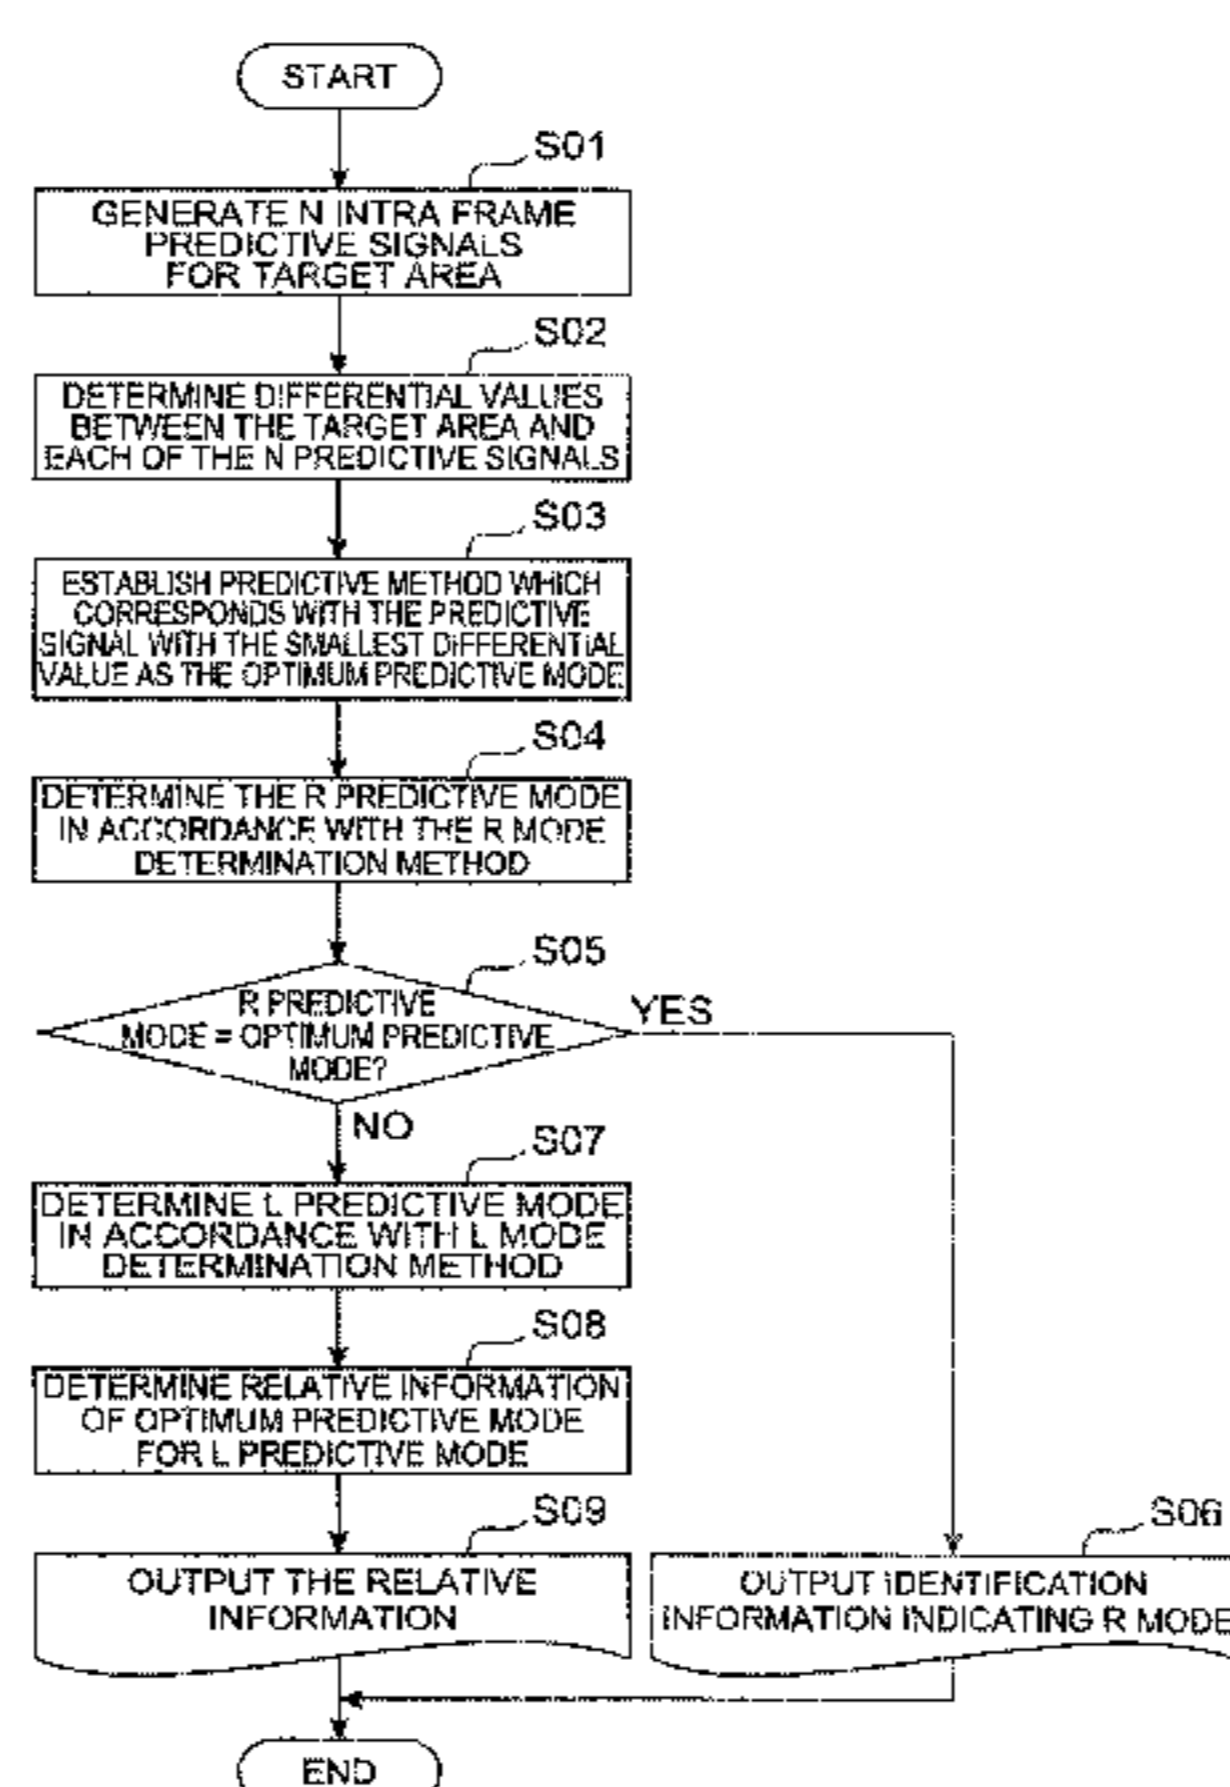 START
S01
GENERATE N INTRA FRAME
PREDICTIVE SIGNALS
FOR TARGET AREA
S02
DETERMINE DIFFERENTIAL VALUES
BETWEEN THE TARGET AREA AND
EACH OF THE N PREDICTIVE SIGNALS
S03
ESTABLISH PREDICTIVE METHOD WHICH
CORRESPONDS WITH THE PREDICTIVE
SIGNAL WITH THE SMALLEST DIFFERENTIAL
VALUE AS THE OPTIMUM PREDICTIVE MODE
S04
DETERMINE THE R PREDICTIVE MODE
IN ACCORDANCE WITH THE R MODE
DETERMINATION METHOD
S05
R PREDICTIVE
MODE = OPTIMUM PREDICTIVE
MODE?
YES
NO
S07
DETERMINE L PREDICTIVE MODE
IN ACCORDANCE WITH L MODE
DETERMINATION METHOD
S08
DETERMINE RELATIVE INFORMATION
OF OPTIMUM PREDICTIVE MODE
FOR L PREDICTIVE MODE
S09
OUTPUT THE RELATIVE
INFORMATION
S06
OUTPUT IDENTIFICATION
INFORMATION INDICATING R MODE
END